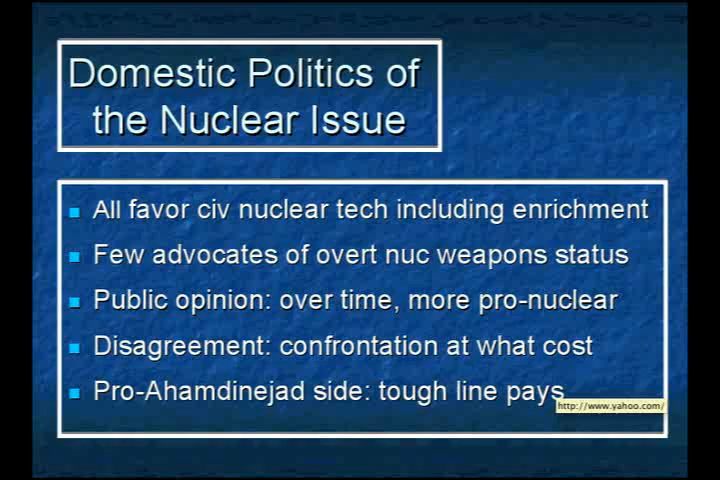 Domestic Politics of
the Nuclear Issue
All favor civ nuclear tech including enrichment
Few advocates of overt nuc weapons status
Public opinion: over time, more pro-nuclear
Disagreement: confrontation at what cost
Pro-Ahamdinejad side: tough line pays
http://www.yahoo.com/